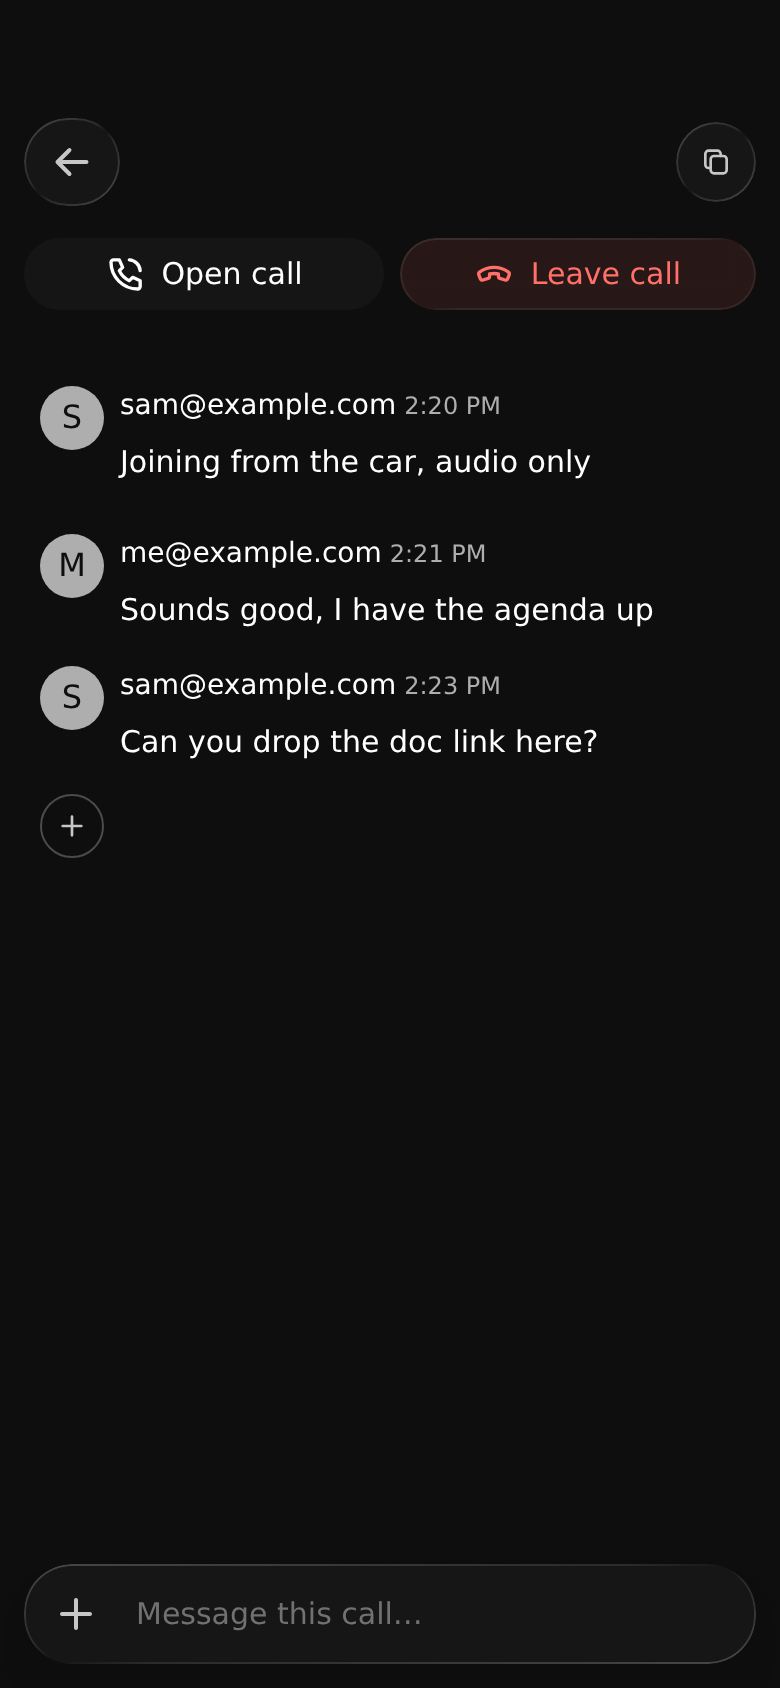 Open call
Leave call
S
sam@example.com 2:20 PM
Joining from the car, audio only
M
me@example.com 2:21 PM
Sounds good, I have the agenda up
S
sam@example.com 2:23 PM
Can you drop the doc link here?
Message this call...